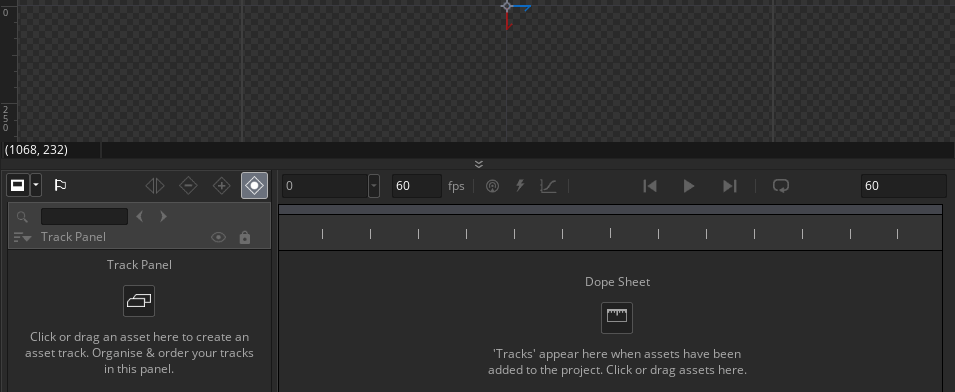 0
2
5
0
(1068, 232)
0
60
fps
60
Track Panel
Track Panel
Click or drag an asset here to create an
asset track. Organise & order your tracks
in this panel.
Dope Sheet
'Tracks' appear here when assets have been
added to the project. Click or drag assets here.